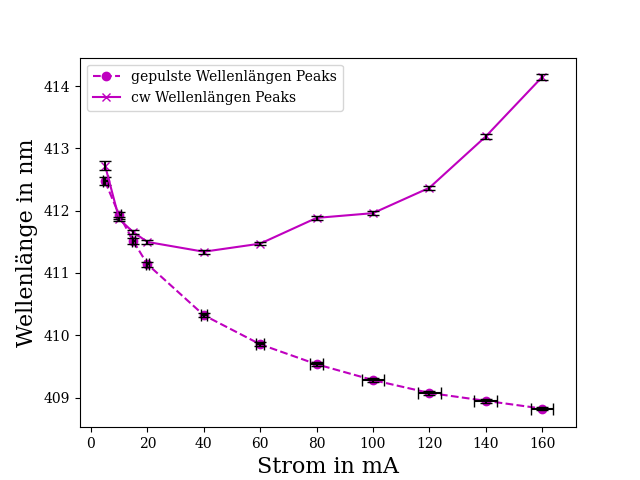 gepulste Wellenlängen Peaks
cw Wellenlängen Peaks
Wellenlänge in nm
414
413
412
411
410
409
0 20 40 60 80 100 120 140 160
Strom in mA